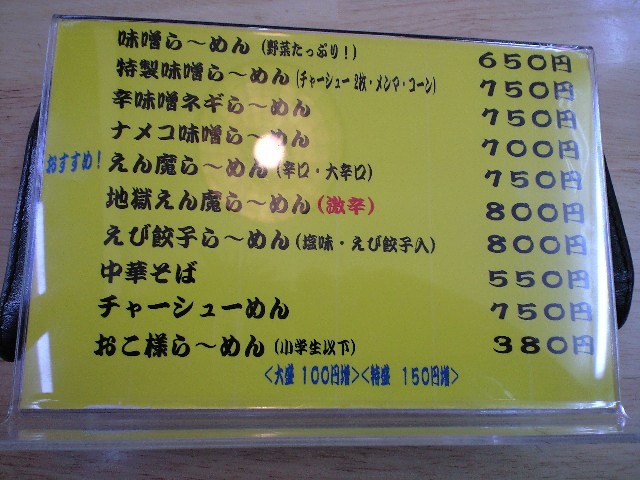 味噌ら～めん(野菜たっぷり!) 650円
特製味噌ら～めん(チャーシュー2枚・メンマ・コーン) 750円
辛味噌ネギら～めん 750円
ナメコ味噌ら～めん 700円
おすすめ! えん魔ら～めん(辛口・大辛口) 750円
地獄えん魔ら～めん(激辛) 800円
えび餃子ら～めん(塩味・えび餃子入) 800円
中華そば 550円
チャーシューめん 750円
おこ様ら～めん(小学生以下) 380円
<大盛 100円増><特盛 150円増>